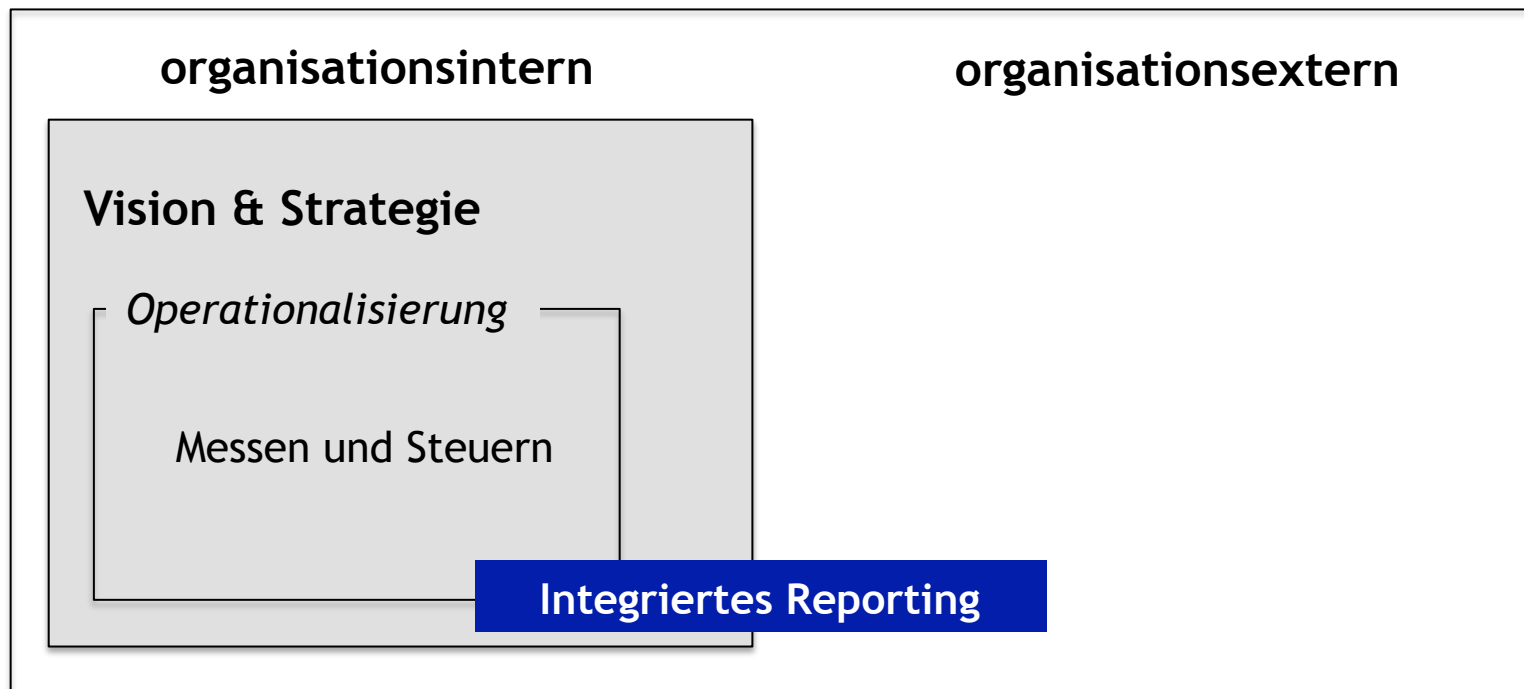 organisationsintern
organisationsextern
Vision & Strategie
Operationalisierung
Messen und Steuern
Integriertes Reporting